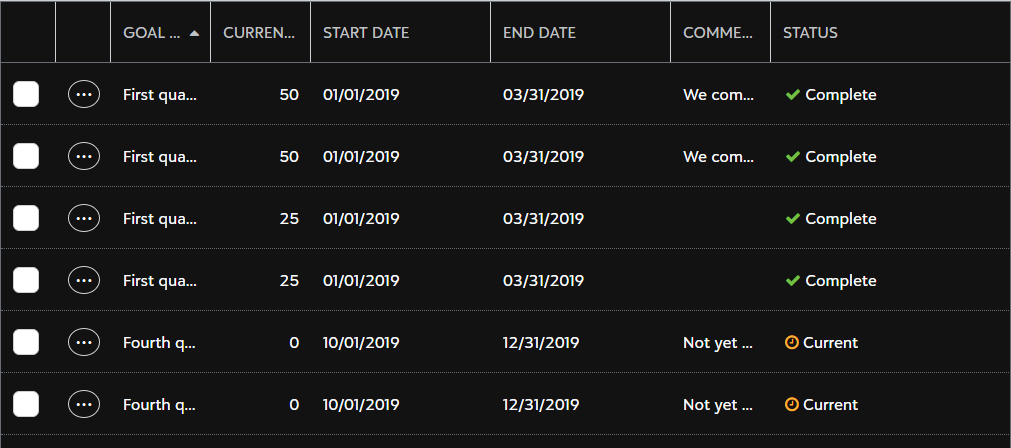 GOAL ... CURREN... START DATE END DATE COMME... STATUS
First qua... 50 01/01/2019 03/31/2019 We com... Complete
First qua... 50 01/01/2019 03/31/2019 We com... Complete
First qua... 25 01/01/2019 03/31/2019 Complete
First qua... 25 01/01/2019 03/31/2019 Complete
Fourth q... 0 10/01/2019 12/31/2019 Not yet ... Current
Fourth q... 0 10/01/2019 12/31/2019 Not yet ... Current